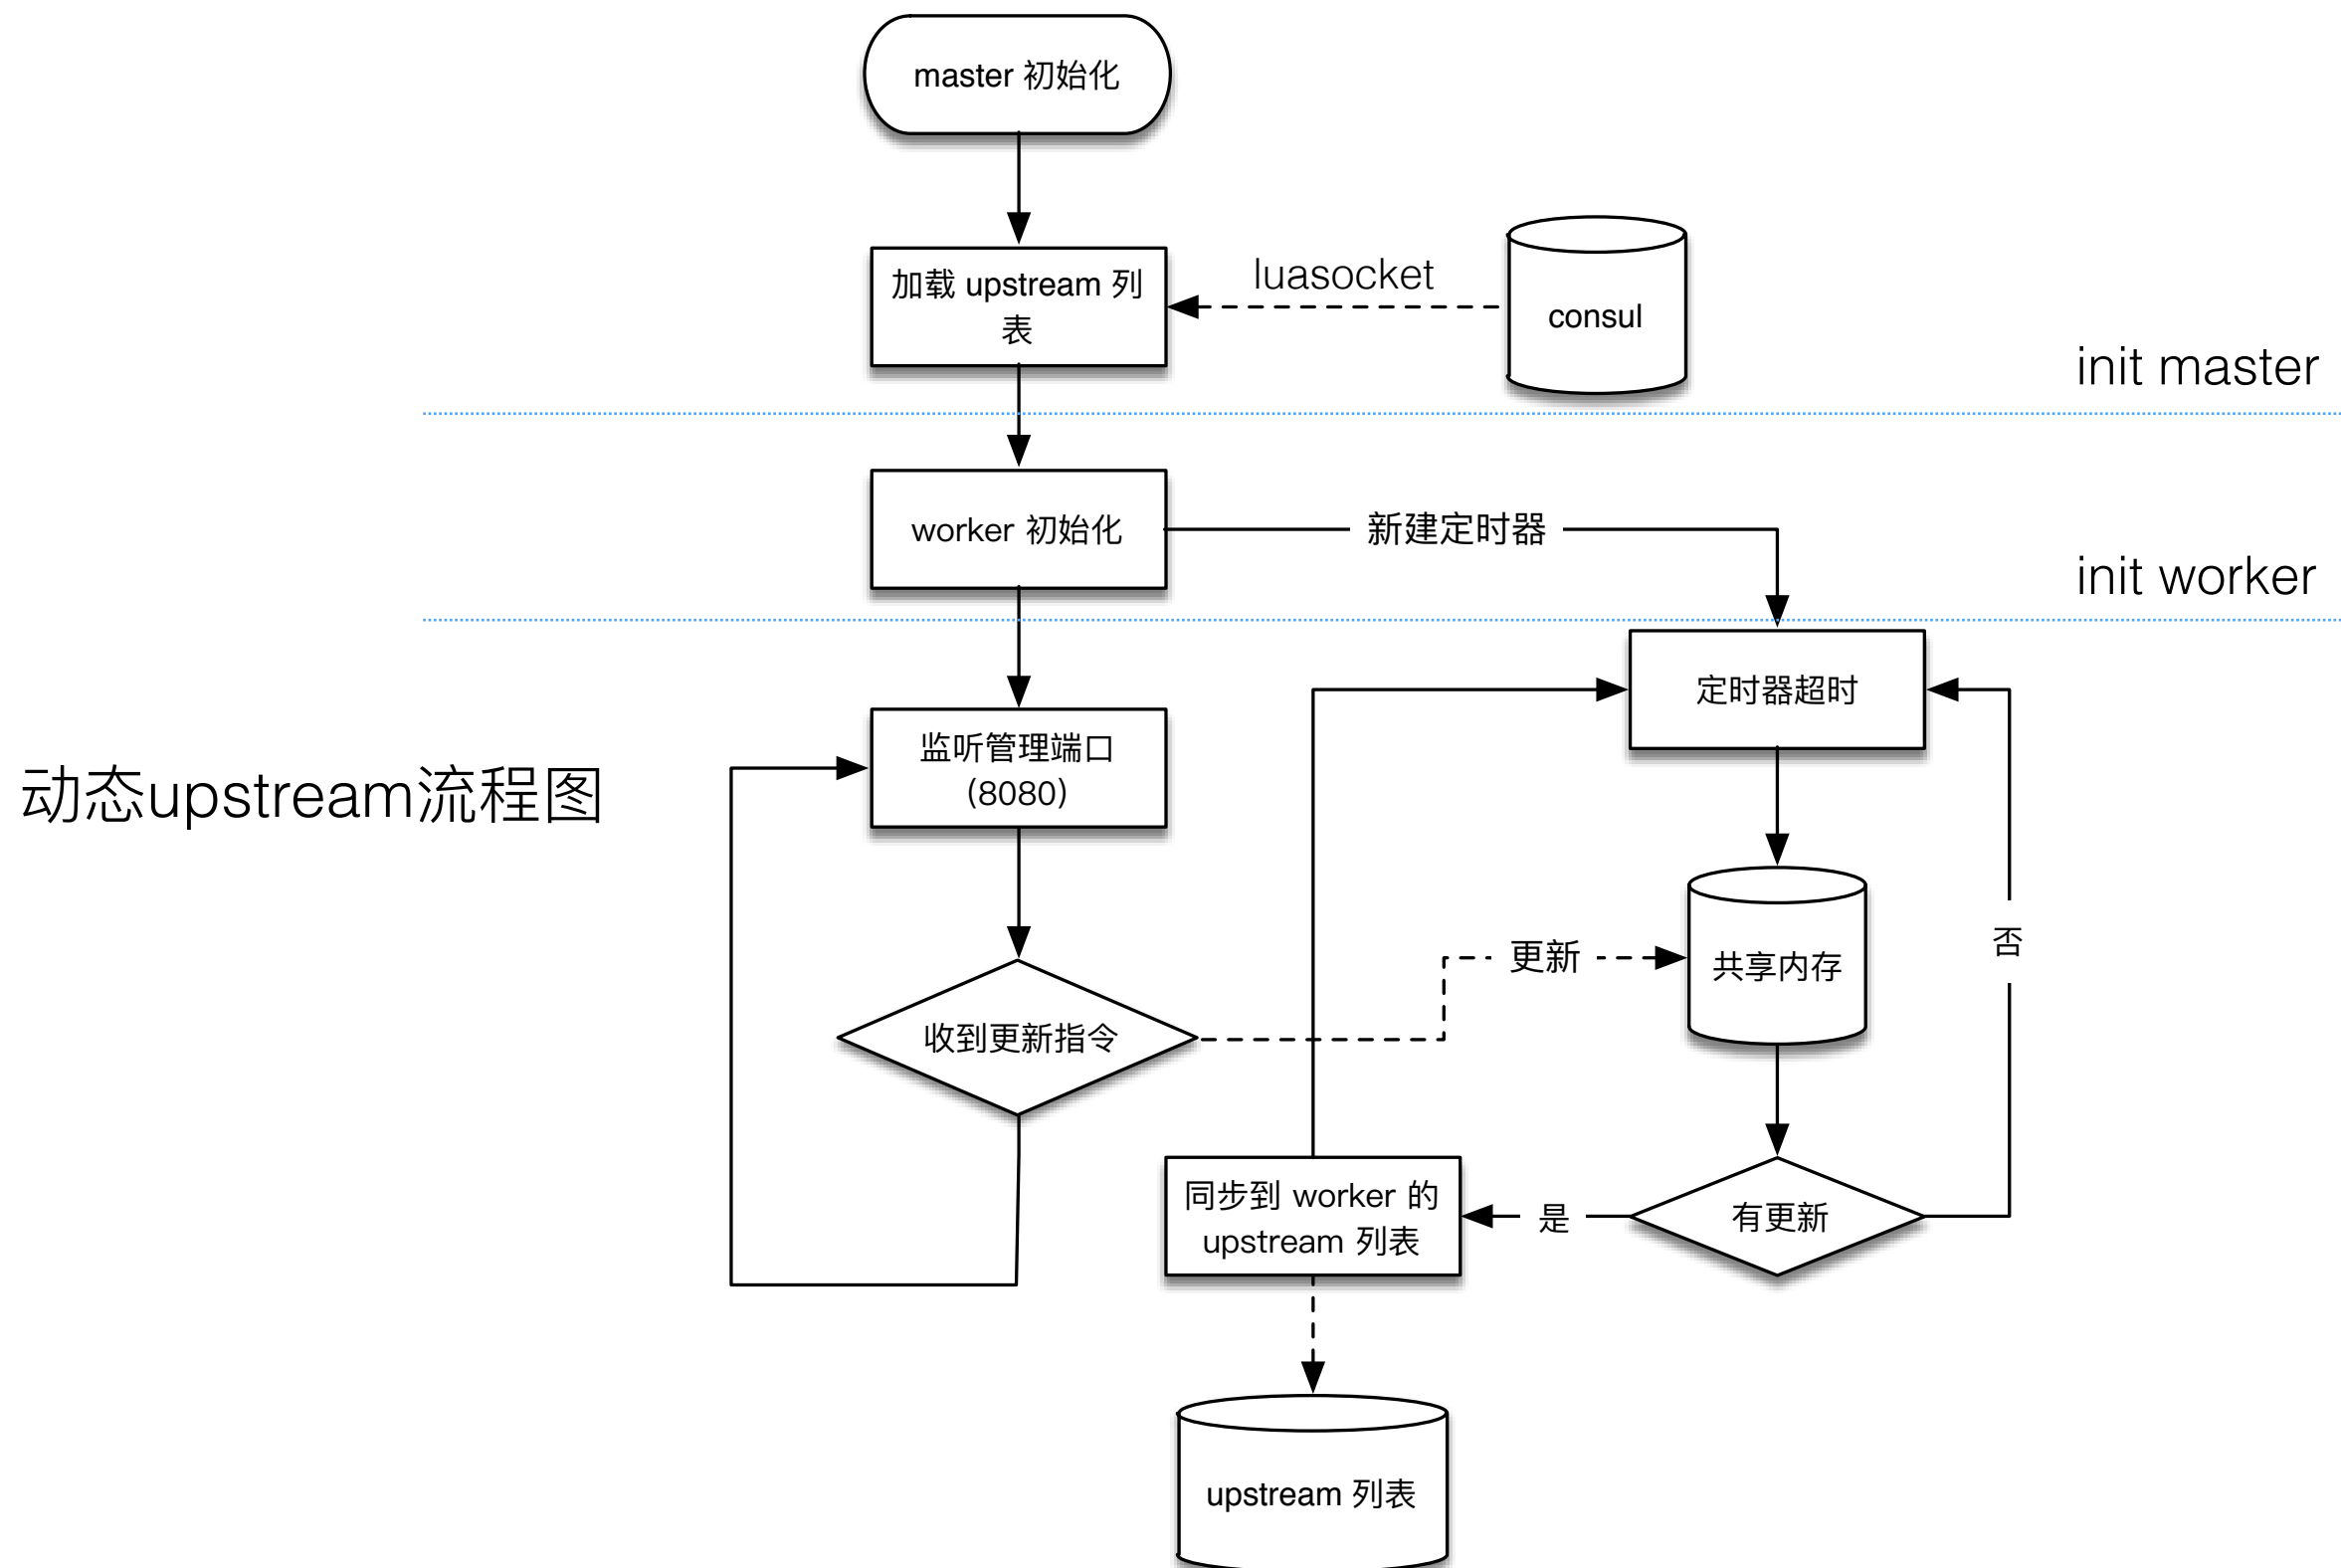 master 初始化
加载 upstream 列
表
luasocket
consul
init master
worker 初始化
新建定时器
init worker
定时器超时
监听管理端口
(8080)
动态upstream流程图
更新
共享内存
否
收到更新指令
同步到 worker 的
upstream 列表
是
有更新
upstream 列表